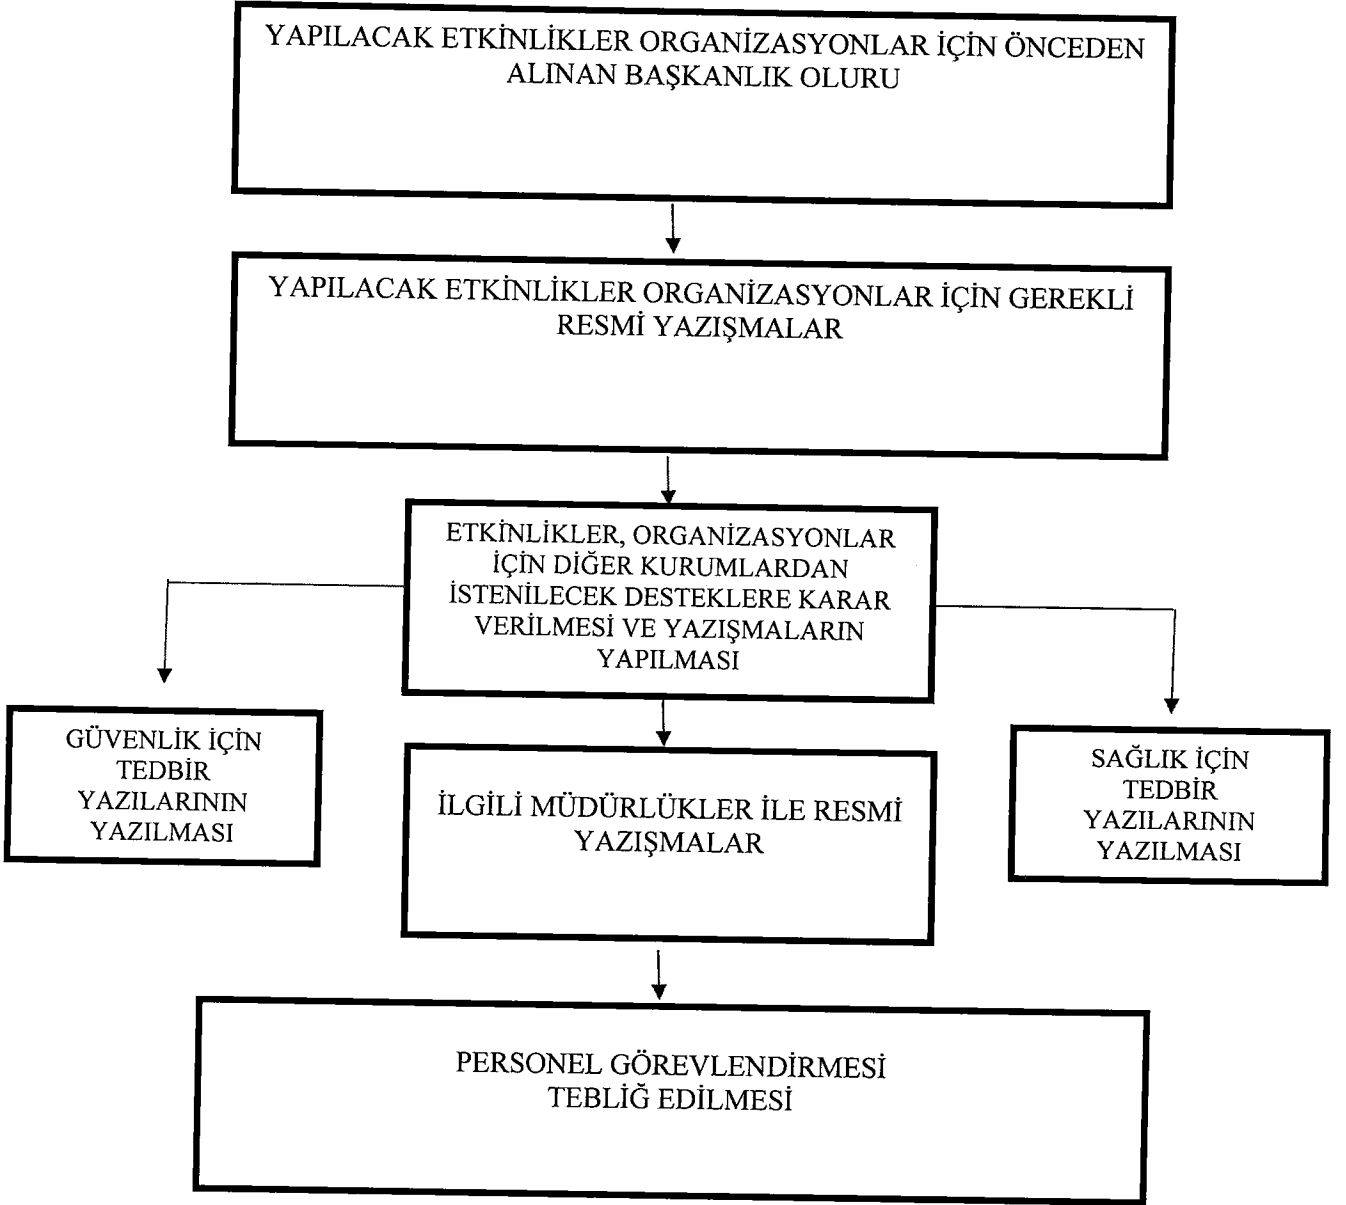 YAPILACAK ETKİNLİKLER ORGANİZASYONLAR İÇİN ÖNCEDEN
ALINAN BAŞKANLIK OLURU
YAPILACAK ETKİNLİKLER ORGANİZASYONLAR İÇİN GEREKLİ
RESMİ YAZIŞMALAR
ETKİNLİKLER, ORGANİZASYONLAR
İÇİN DİĞER KURUMLARDAN
İSTENİLECEK DESTEKLERE KARAR
VERİLMESİ VE YAZIŞMALARIN
YAPILMASI
GÜVENLİK İÇİN
TEDBİR
YAZILARININ
YAZILMASI
İLGİLİ MÜDÜRLÜKLER İLE RESMİ
YAZIŞMALAR
SAĞLIK İÇİN
TEDBİR
YAZILARININ
YAZILMASI
PERSONEL GÖREVLENDİRMESİ
TEBLİĞ EDİLMESİ